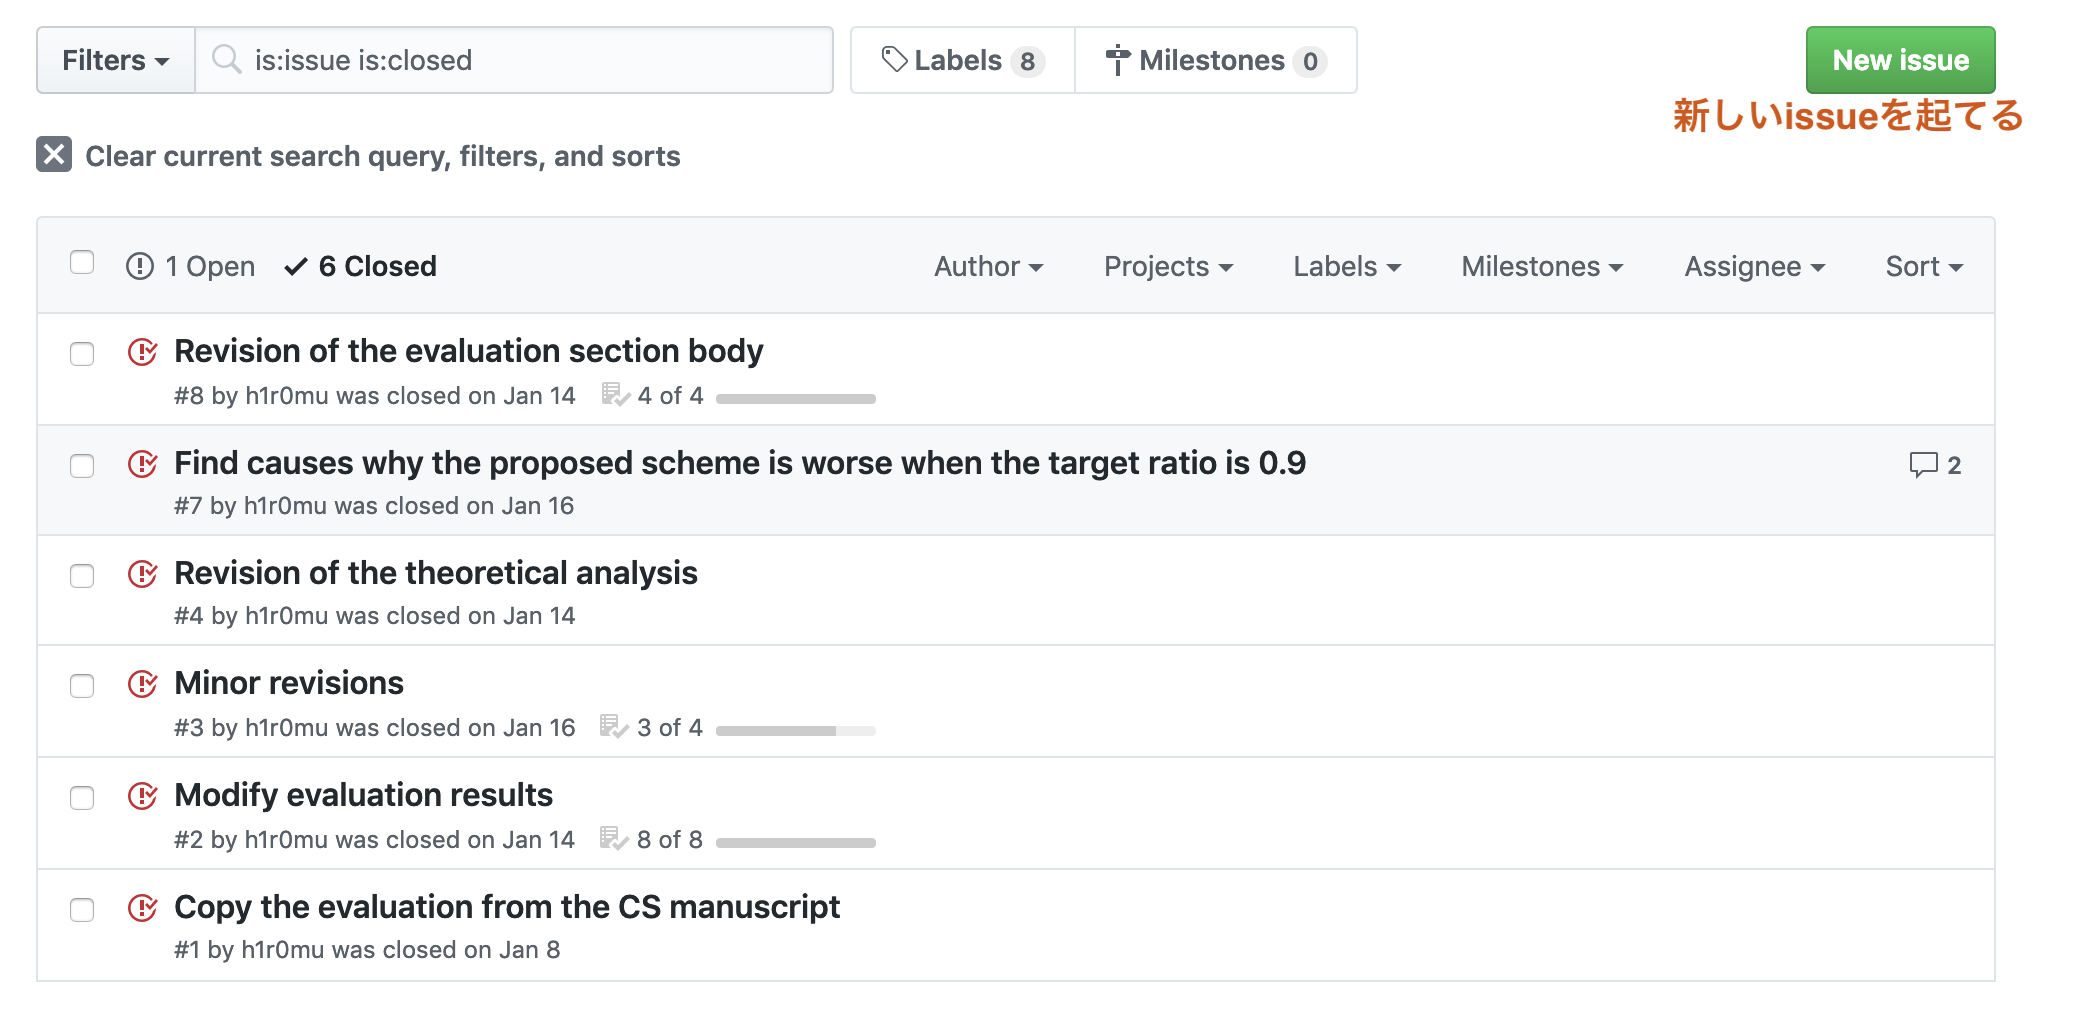 Filters
is:issue is:closed
Labels 8
Milestones 0
New issue
新しいissueを起てる
Clear current search query, filters, and sorts
1 Open 6 Closed Author Projects Labels Milestones Assignee Sort
Revision of the evaluation section body
#8 by h1r0mu was closed on Jan 14 4 of 4
Find causes why the proposed scheme is worse when the target ratio is 0.9 2
#7 by h1r0mu was closed on Jan 16
Revision of the theoretical analysis
#4 by h1r0mu was closed on Jan 14
Minor revisions
#3 by h1r0mu was closed on Jan 16 3 of 4
Modify evaluation results
#2 by h1r0mu was closed on Jan 14 8 of 8
Copy the evaluation from the CS manuscript
#1 by h1r0mu was closed on Jan 8